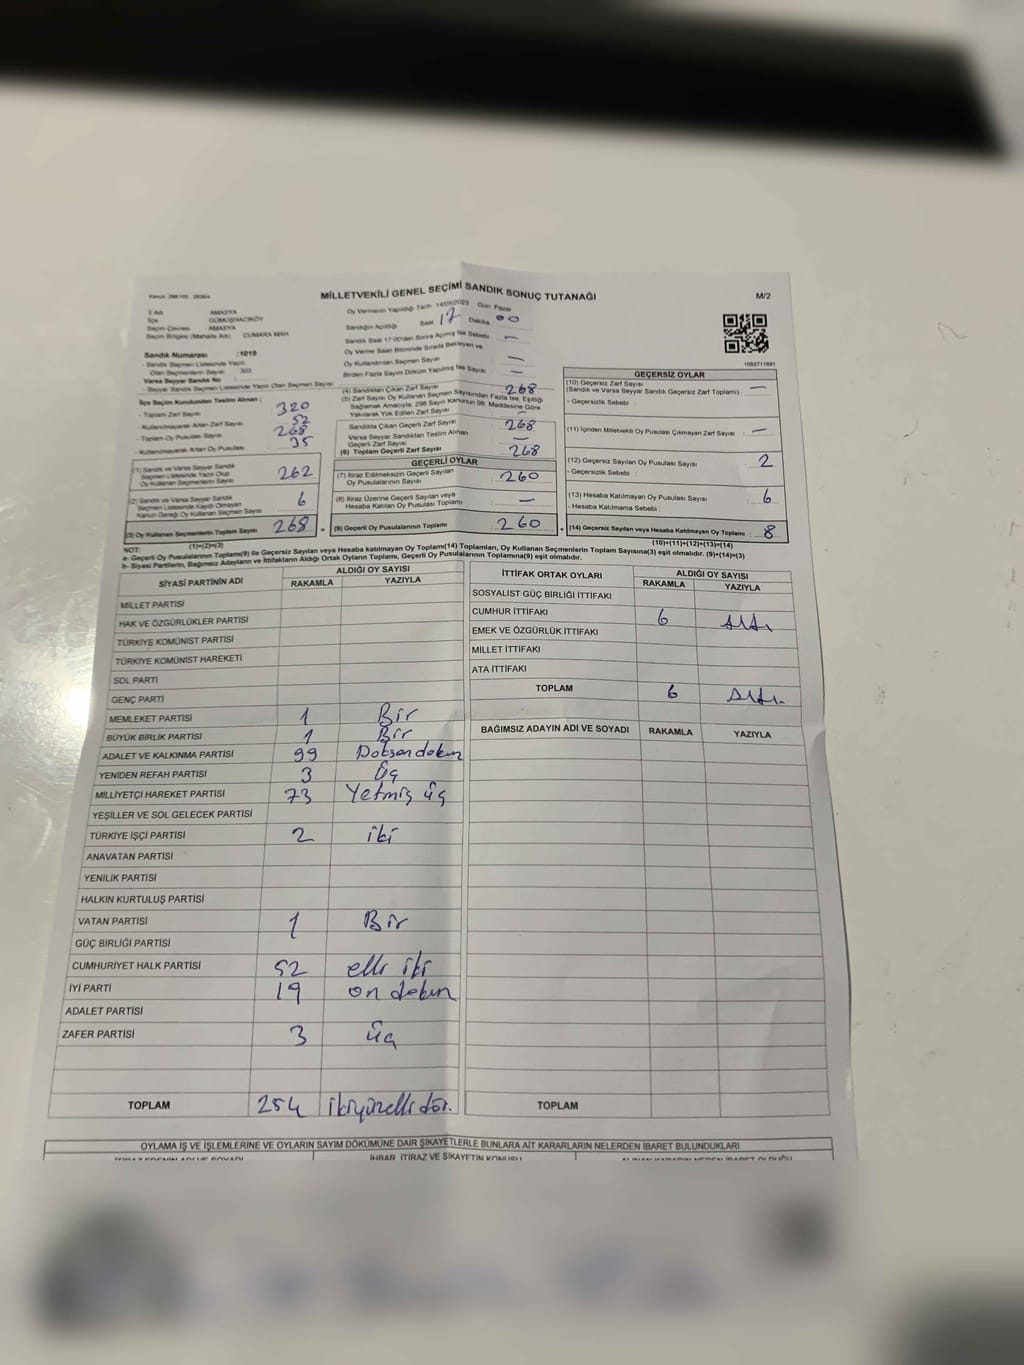 MİLLETVEKİLİ GENEL SEÇİMİ SANDIK SONUÇ TUTANAĞI
M/2
İl Adı AMASYA
İlçe GÜMÜŞHACIKÖY
Seçim Çevresi AMASYA
Seçim Bölgesi (Mahalle Adı) CUMARA MAH
Sandık Numarası :1019
- Sandık Seçmen Listesinde Yazılı
Olan Seçmenlerin Sayısı 303
Varsa Seyyar Sandık No
- Seyyar Sandık Seçmen Listesinde Yazılı Olan Seçmen Sayısı
İlçe Seçim Kurulundan Teslim Alınan ;
- Toplam Zarf Sayısı 320
- Kullanılmayarak Artan Zarf Sayısı 52
- Toplam Oy Pusulası Sayısı 268
- Kullanılmayarak Artan Oy Pusulası 35
(1) Sandık ve Varsa Seyyar Sandık
Seçmen Listesinde Yazılı Olup
Oy Kullanan Seçmenlerin Sayısı 262
(2) Sandık ve Varsa Seyyar Sandık
Seçmen Listesinde Kayıtlı Olmayan
Kanun Gereği Oy Kullanan Seçmen Sayısı 6
(3) Oy Kullanan Seçmenlerin Toplam Sayısı 268 =
(1)+(2)=(3)
Oy Vermenin Yapıldığı Tarih 14/05/2023 Gün Pazar
Sandığın Açıldığı Saat 17 Dakika 00
Sandık Saat 17:00'den Sonra Açılmış İse Sebebi : —
Oy Verme Saati Bitiminde Sırada Bekleyen ve
Oy Kullandırılan Seçmen Sayısı —
Birden Fazla Sayım Döküm Yapılmış İse Sayısı : —
(4) Sandıktan Çıkan Zarf Sayısı 268
(5) Zarf Sayısı Oy Kullanan Seçmen Sayısından Fazla İse, Eşitliği
Sağlamak Amacıyla; 298 Sayılı Kanunun 98. Maddesine Göre
Yakılarak Yok Edilen Zarf Sayısı : —
Sandıkta Çıkan Geçerli Zarf Sayısı : 268
Varsa Seyyar Sandıktan Teslim Alınan
Geçerli Zarf Sayısı —
(6) Toplam Geçerli Zarf Sayısı 268
GEÇERLİ OYLAR
(7) İtiraz Edilmeksizin Geçerli Sayılan
Oy Pusulalarının Sayısı : 260
(8) İtiraz Üzerine Geçerli Sayılan veya
Hesaba Katılan Oy Pusulası Toplamı : —
(9) Geçerli Oy Pusulalarının Toplamı : 260 +
1083711691
GEÇERSİZ OYLAR
(10) Geçersiz Zarf Sayısı
(Sandık ve Varsa Seyyar Sandık Geçersiz Zarf Toplamı) : —
- Geçersizlik Sebebi :
(11) İçinden Milletvekili Oy Pusulası Çıkmayan Zarf Sayısı : —
(12) Geçersiz Sayılan Oy Pusulası Sayısı : 2
- Geçersizlik Sebebi :
(13) Hesaba Katılmayan Oy Pusulası Sayısı : 6
- Hesaba Katılmama Sebebi :
(14) Geçersiz Sayılan veya Hesaba Katılmayan Oy Toplamı : 8
(10)+(11)+(12)+(13)=(14)
NOT:
a- Geçerli Oy Pusulalarının Toplamı(9) ile Geçersiz Sayılan veya Hesaba katılmayan Oy Toplamı(14) Toplamları, Oy Kullanan Seçmenlerin Toplam Sayısına(3) eşit olmalıdır. (9)+(14)=(3)
b- Siyasi Partilerin, Bağımsız Adayların ve İttifakların Aldığı Ortak Oyların Toplamı, Geçerli Oy Pusulalarının Toplamına(9) eşit olmalıdır.
SİYASİ PARTİNİN ADI ALDIĞI OY SAYISI
RAKAMLA YAZIYLA
MİLLET PARTİSİ
HAK VE ÖZGÜRLÜKLER PARTİSİ
TÜRKİYE KOMÜNİST PARTİSİ
TÜRKİYE KOMÜNİST HAREKETİ
SOL PARTİ
GENÇ PARTİ
MEMLEKET PARTİSİ 1 Bir
BÜYÜK BİRLİK PARTİSİ 1 Bir
ADALET VE KALKINMA PARTİSİ 99 Doksan dokuz
YENİDEN REFAH PARTİSİ 3 Üç
MİLLİYETÇİ HAREKET PARTİSİ 73 Yetmiş üç
YEŞİLLER VE SOL GELECEK PARTİSİ
TÜRKİYE İŞÇİ PARTİSİ 2 iki
ANAVATAN PARTİSİ
YENİLİK PARTİSİ
HALKIN KURTULUŞ PARTİSİ
VATAN PARTİSİ 1 Bir
GÜÇ BİRLİĞİ PARTİSİ
CUMHURİYET HALK PARTİSİ 52 elli iki
İYİ PARTİ 19 on dokuz
ADALET PARTİSİ
ZAFER PARTİSİ 3 üç
TOPLAM 254 ikiyüzelli dör.
İTTİFAK ORTAK OYLARI ALDIĞI OY SAYISI
RAKAMLA YAZIYLA
SOSYALİST GÜÇ BİRLİĞİ İTTİFAKI
CUMHUR İTTİFAKI 6 Altı
EMEK VE ÖZGÜRLÜK İTTİFAKI
MİLLET İTTİFAKI
ATA İTTİFAKI
TOPLAM 6 Altı.
BAĞIMSIZ ADAYIN ADI VE SOYADI RAKAMLA YAZIYLA
TOPLAM
OYLAMA İŞ VE İŞLEMLERİNE VE OYLARIN SAYIM DÖKÜMÜNE DAİR ŞİKAYETLERLE BUNLARA AİT KARARLARIN NELERDEN İBARET BULUNDUKLARI
İHBAR, İTİRAZ VE ŞİKAYETİN KONUSU